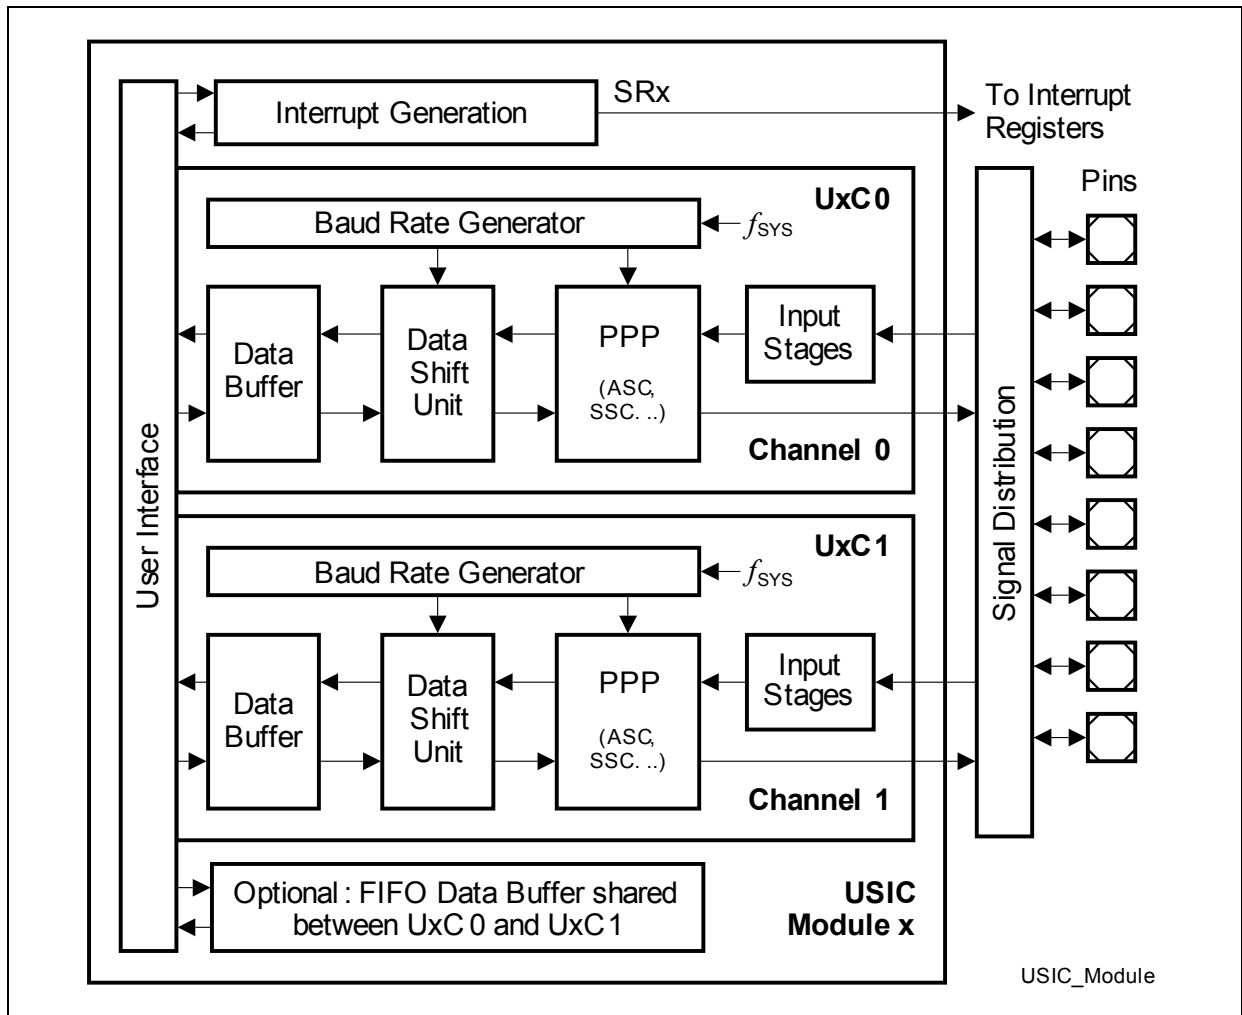 SRx
Interrupt Generation
To Interrupt
Registers
Pins
UxC0
Baud Rate Generator
fSYS
Data
Buffer
Data
Shift
Unit
PPP
(ASC,
SSC. ..)
Input
Stages
Channel 0
User Interface
Signal Distribution
UxC1
Baud Rate Generator
fSYS
Data
Buffer
Data
Shift
Unit
PPP
(ASC,
SSC. ..)
Input
Stages
Channel 1
Optional : FIFO Data Buffer shared
between UxC0 and UxC1
USIC
Module x
USIC_Module